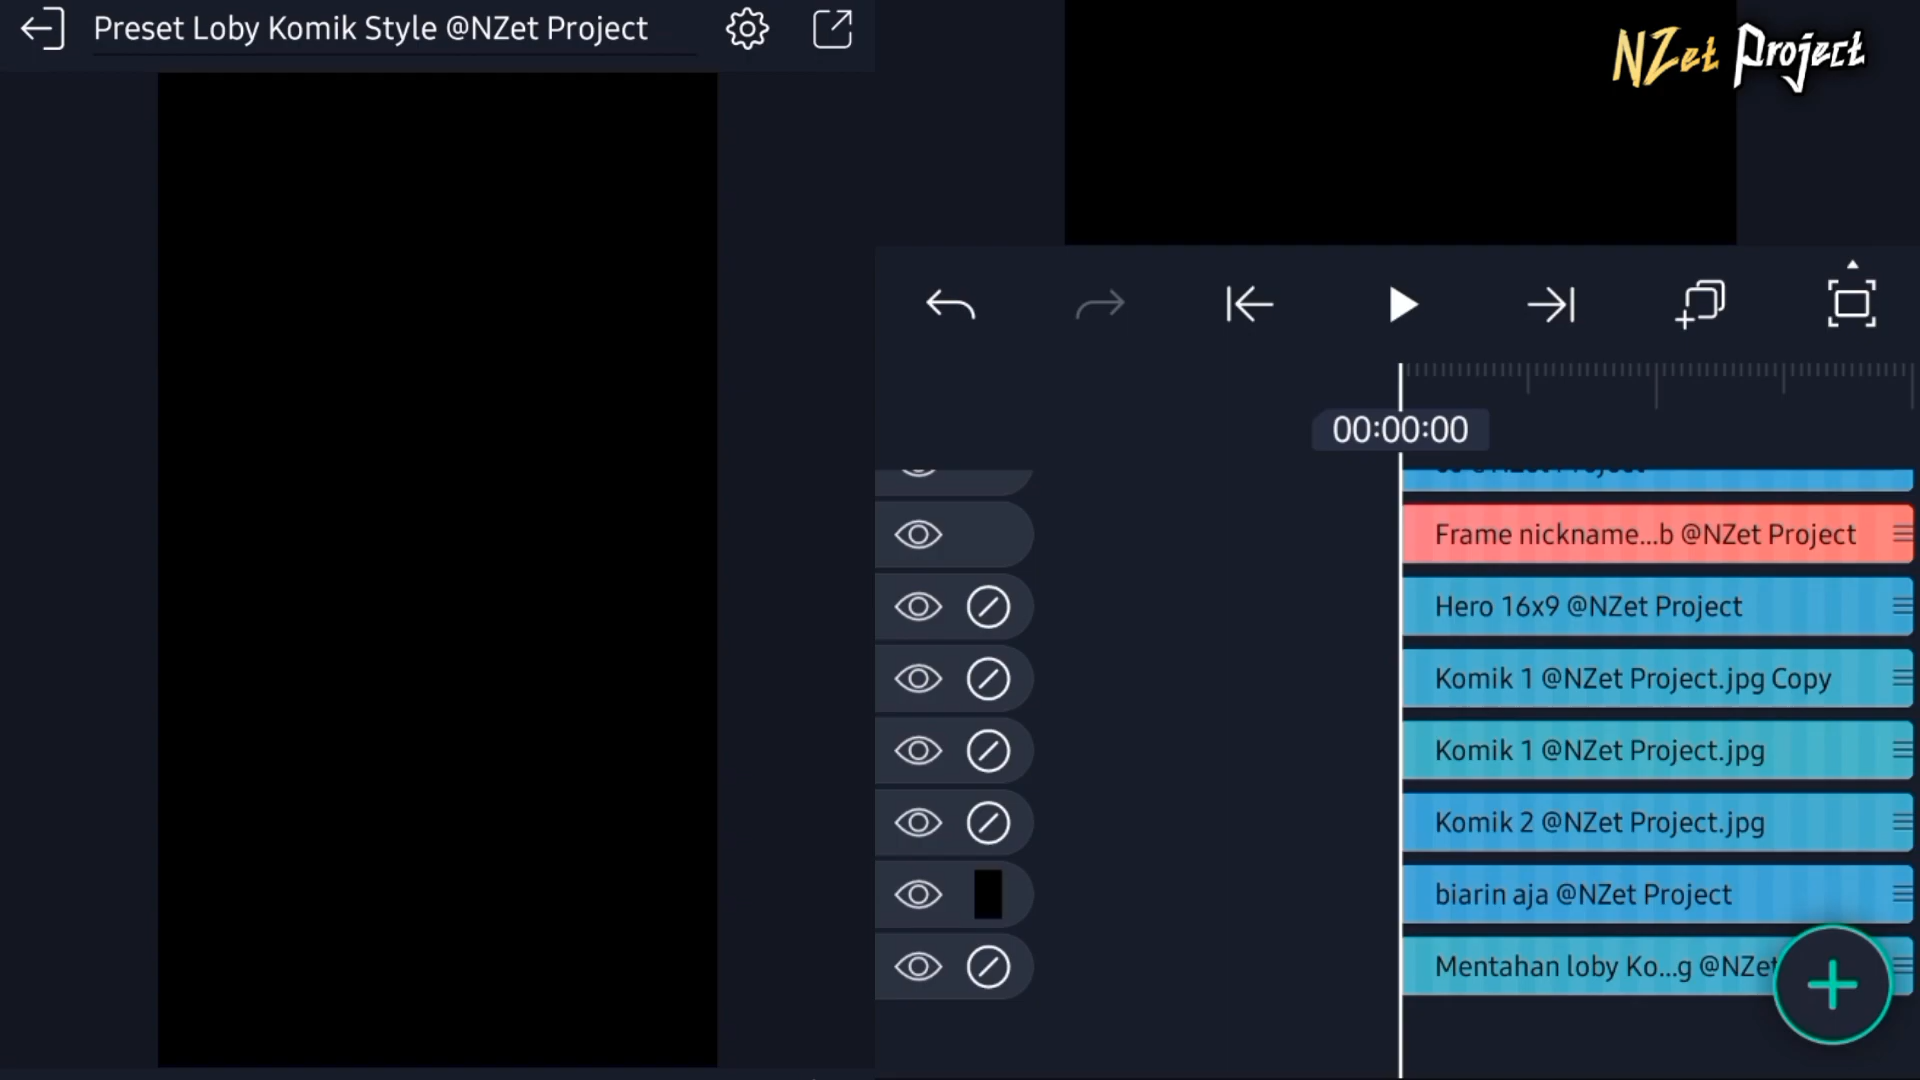 Preset Loby Komik Style @NZet Project
NZet Project
00:00:00
Frame nickname...b @NZet Project
Hero 16x9 @NZet Project
Komik 1 @NZet Project.jpg Copy
Komik 1 @NZet Project.jpg
Komik 2 @NZet Project.jpg
biarin aja @NZet Project
Mentahan loby Ko...g @NZet